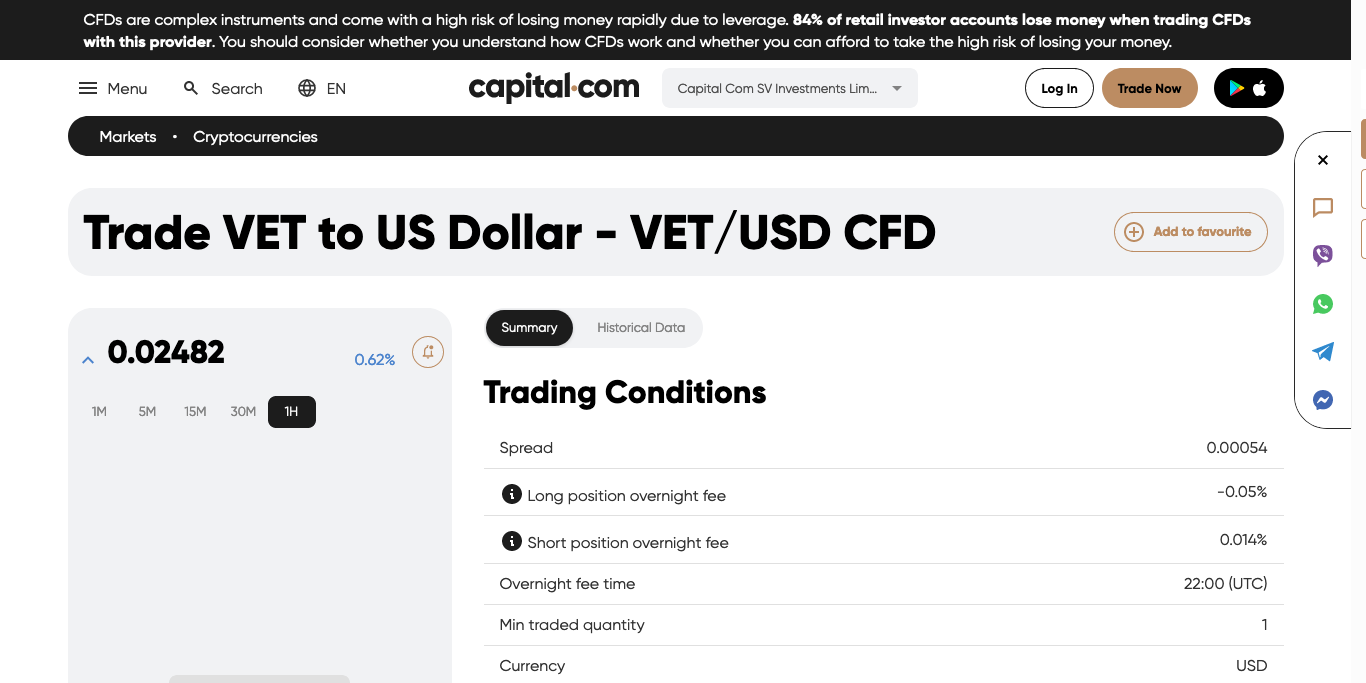 CFDs are complex instruments and come with a high risk of losing money rapidly due to leverage. 84% of retail investor accounts lose money when trading CFDs
with this provider. You should consider whether you understand how CFDs work and whether you can afford to take the high risk of losing your money.
Menu Search EN capital.com Capital Com SV Investments Lim... Log In Trade Now
Markets • Cryptocurrencies
Trade VET to US Dollar - VET/USD CFD Add to favourite
0.02482 0.62%
1M 5M 15M 30M 1H
Summary Historical Data
Trading Conditions
Spread 0.00054
Long position overnight fee -0.05%
Short position overnight fee 0.014%
Overnight fee time 22:00 (UTC)
Min traded quantity 1
Currency USD